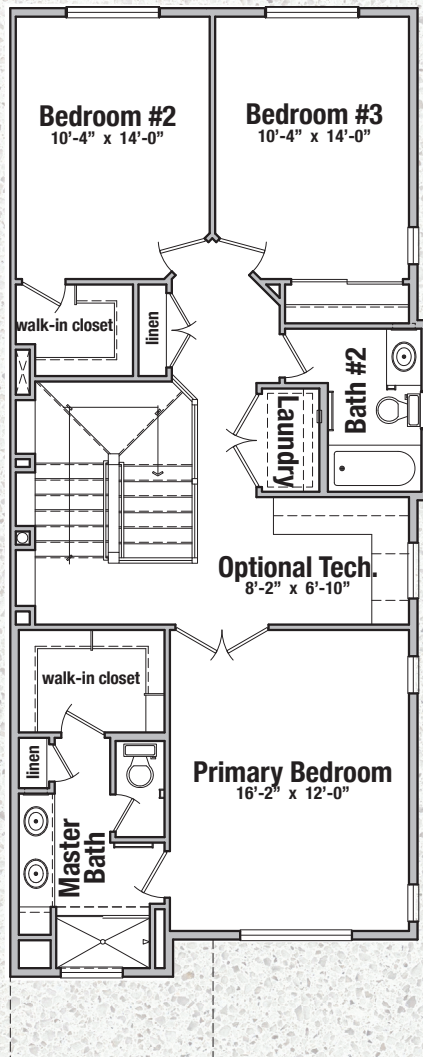 Bedroom #2
10’-4” x 14’-0”
Bedroom #3
10’-4” x 14’-0”
walk-in closet
linen
Bath #2
Laundry
Optional Tech.
8’-2” x 6’-10”
walk-in closet
linen
Primary Bedroom
16’-2” x 12’-0”
Master
Bath